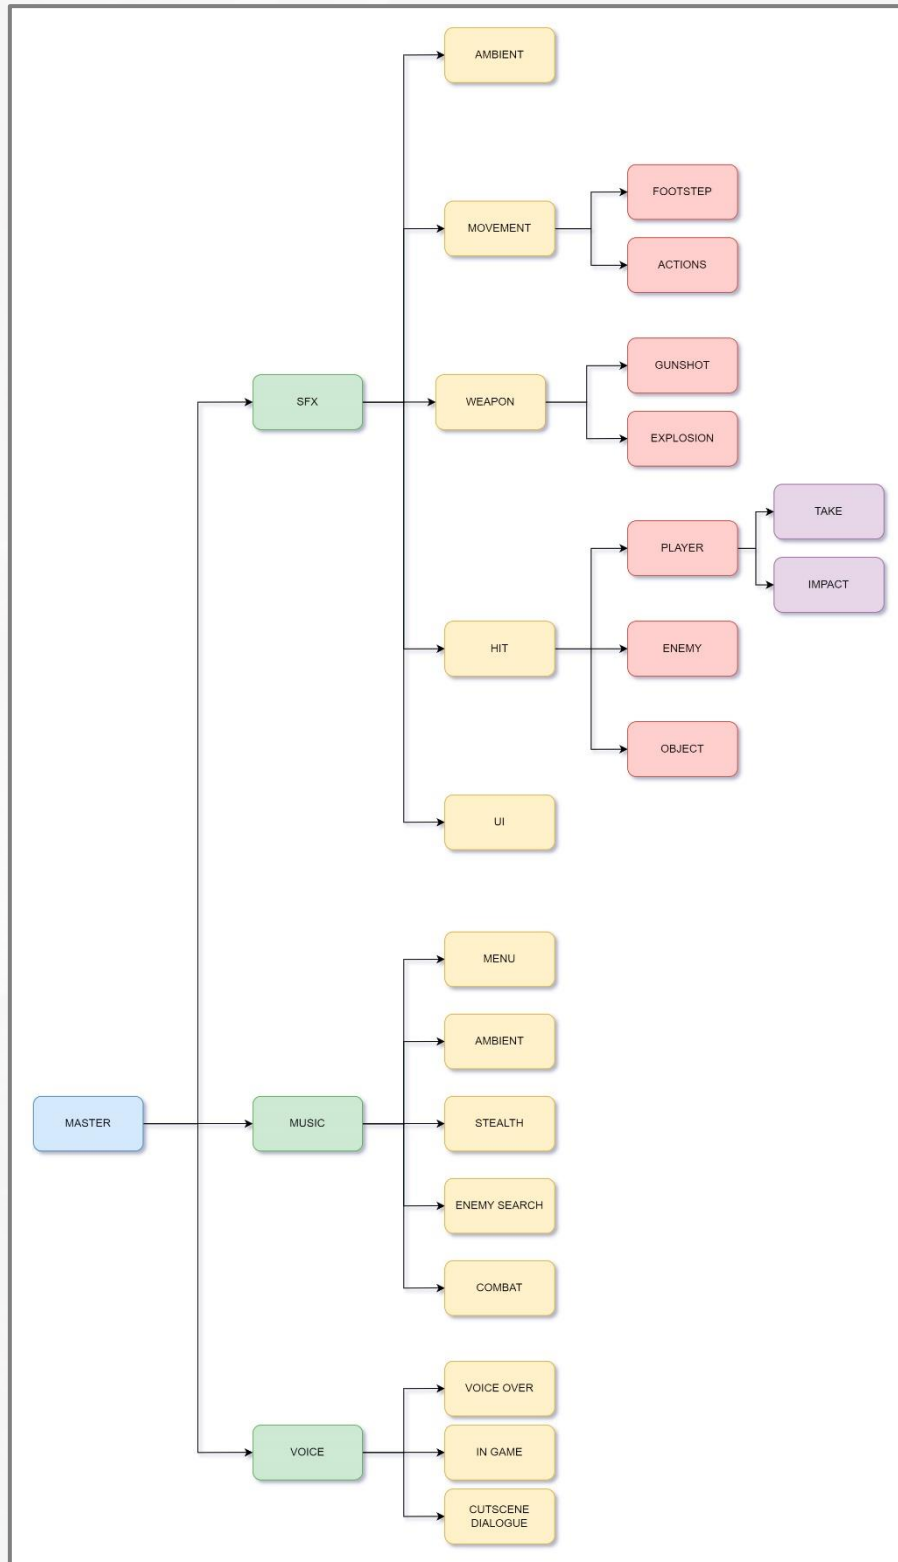 AMBIENT
FOOTSTEP
MOVEMENT
ACTIONS
GUNSHOT
SFX
WEAPON
EXPLOSION
TAKE
PLAYER
IMPACT
HIT
ENEMY
OBJECT
UI
MENU
AMBIENT
MASTER
MUSIC
STEALTH
ENEMY SEARCH
COMBAT
VOICE OVER
VOICE
IN GAME
CUTSCENE
DIALOGUE